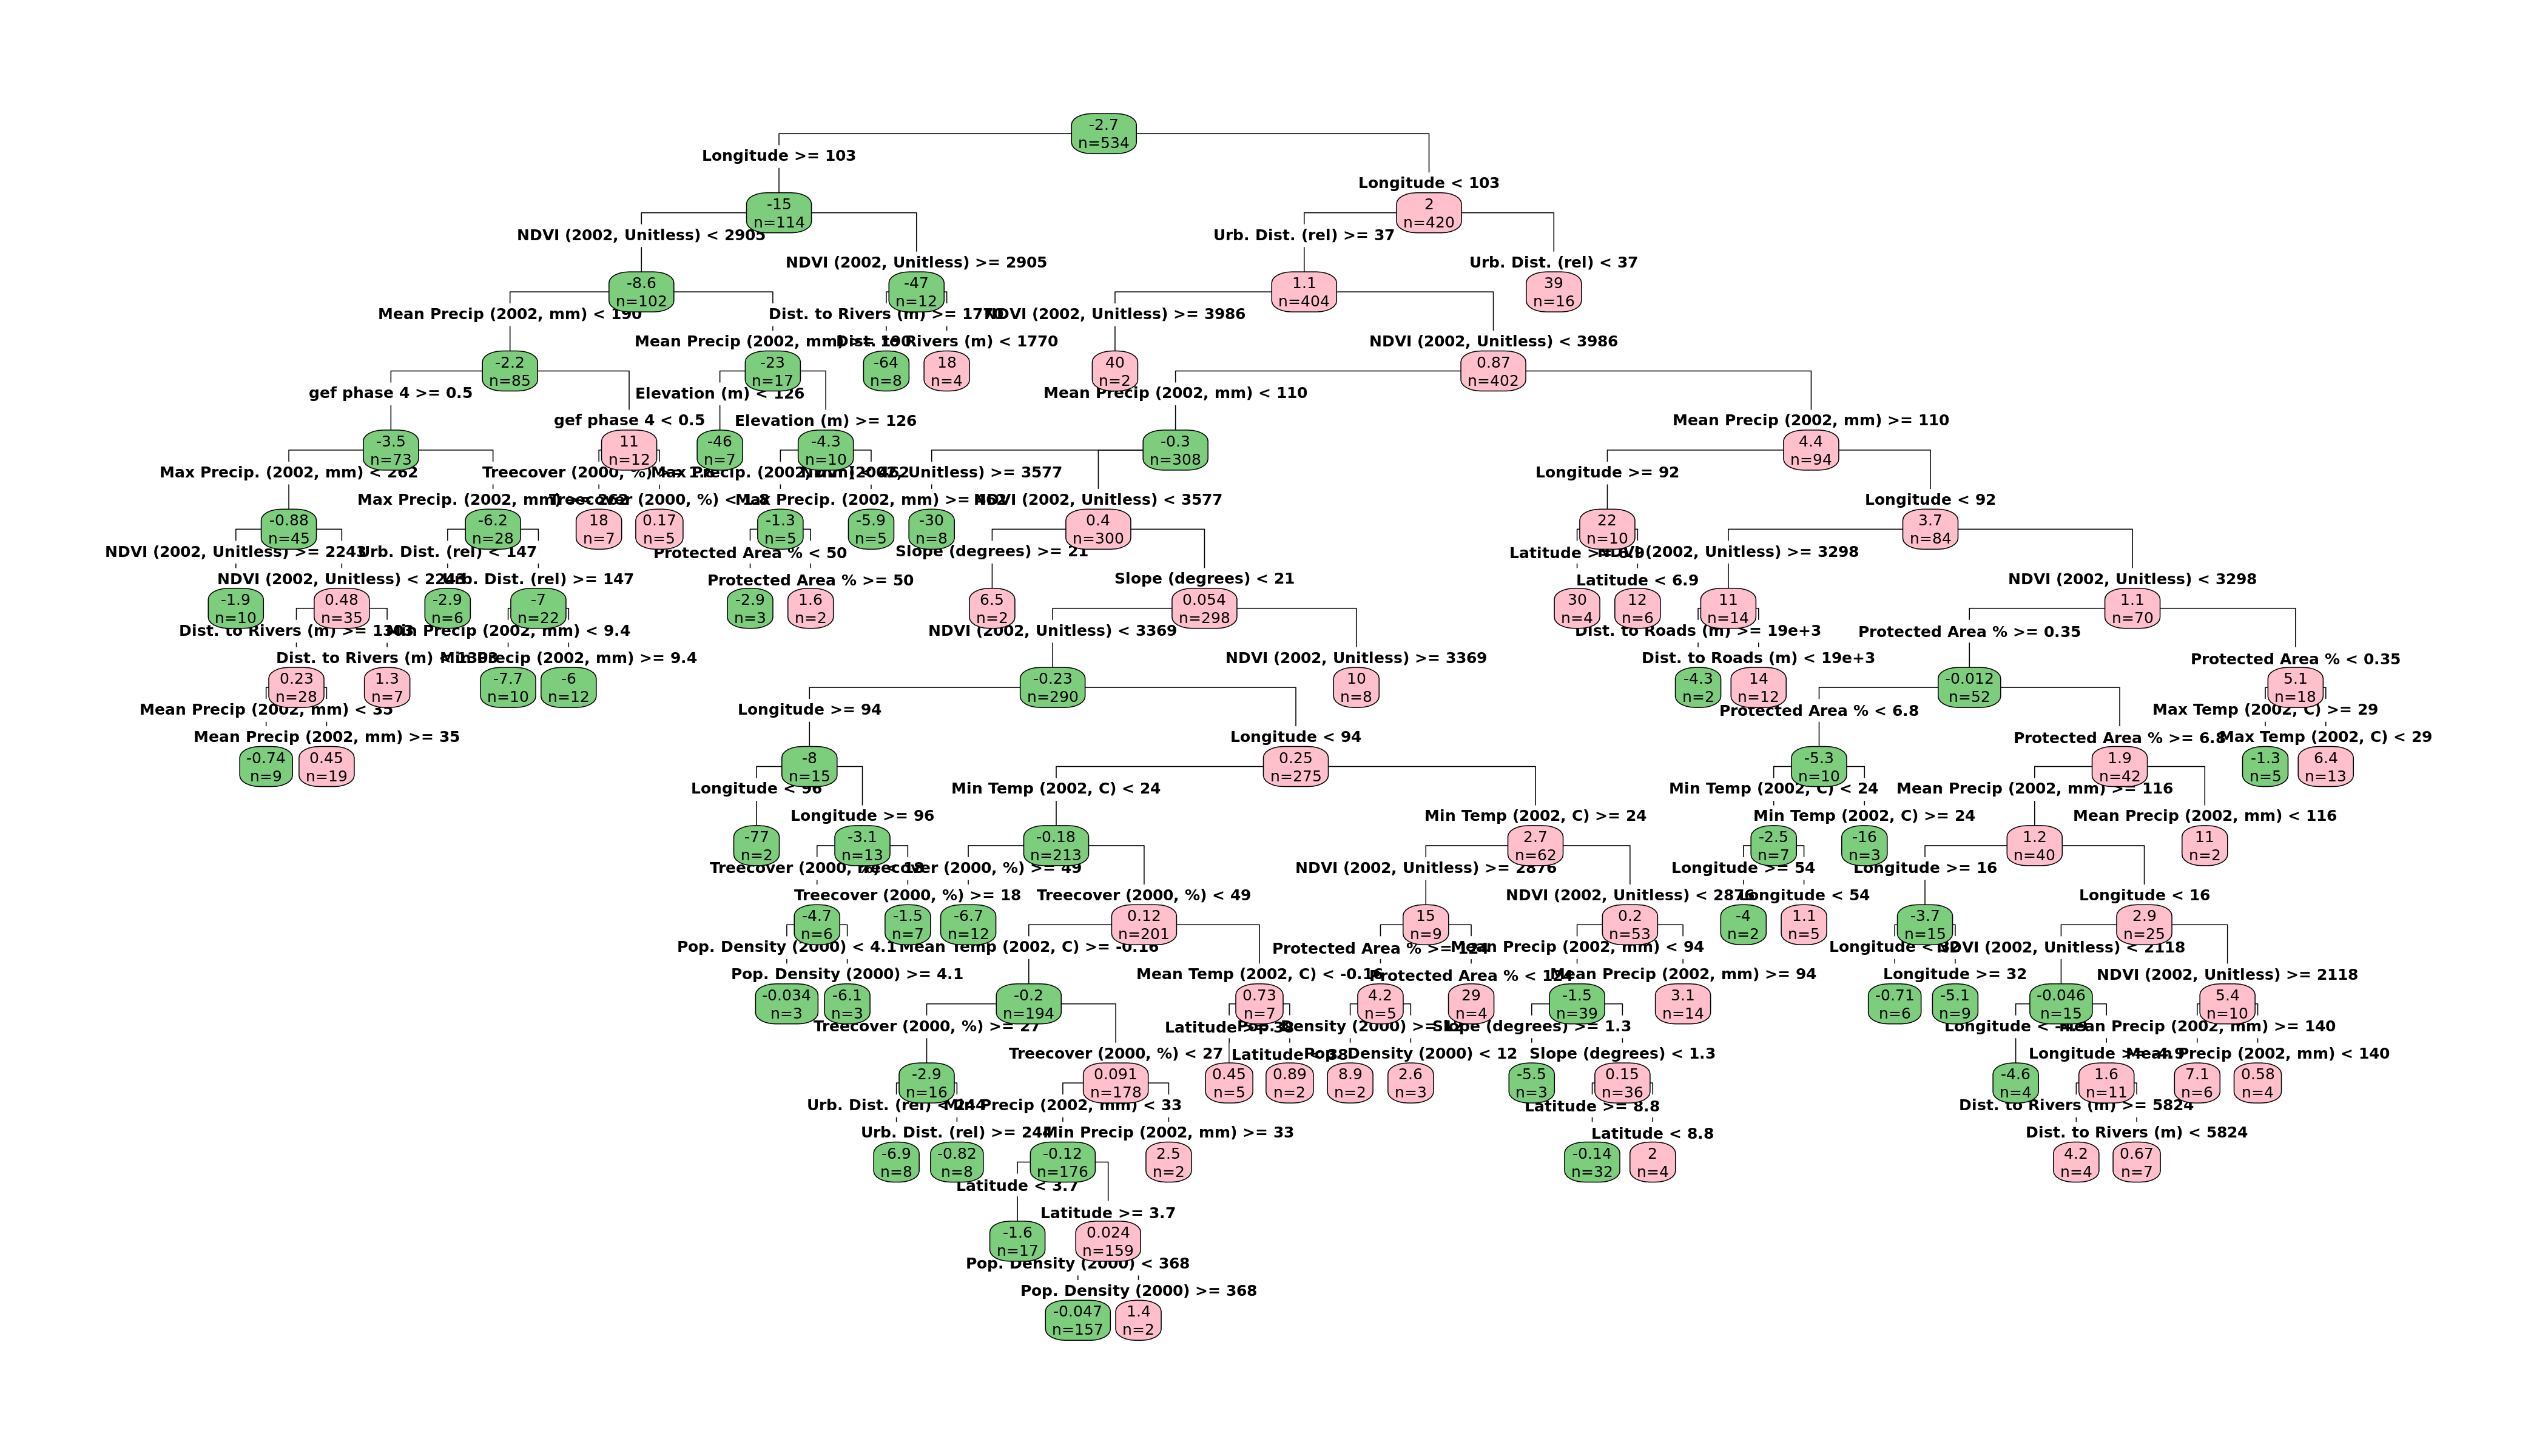 -2.7
n=534
Longitude >= 103
Longitude < 103
-15
n=114
2
n=420
NDVI (2002, Unitless) < 2905
Urb. Dist. (rel) >= 37
NDVI (2002, Unitless) >= 2905
Urb. Dist. (rel) < 37
-8.6
n=102
-47
n=12
1.1
n=404
39
n=16
Mean Precip (2002, mm) < 190
Dist. to Rivers (m) >= 1770
NDVI (2002, Unitless) >= 3986
Mean Precip (2002, mm) >= 190
Dist. to Rivers (m) < 1770
NDVI (2002, Unitless) < 3986
-2.2
n=85
-23
n=17
-64
n=8
18
n=4
40
n=2
0.87
n=402
gef phase 4 >= 0.5
Elevation (m) < 126
Mean Precip (2002, mm) < 110
gef phase 4 < 0.5
Elevation (m) >= 126
Mean Precip (2002, mm) >= 110
-3.5
n=73
11
n=12
-46
n=7
-4.3
n=10
-0.3
n=308
4.4
n=94
Max Precip. (2002, mm) < 262
Treecover (2000, %) >= 1.8
Max Precip. (2002, mm) < 462
NDVI (2002, Unitless) >= 3577
Longitude >= 92
Max Precip. (2002, mm) >= 262
Treecover (2000, %) < 1.8
Max Precip. (2002, mm) >= 462
NDVI (2002, Unitless) < 3577
Longitude < 92
-0.88
n=45
-6.2
n=28
18
n=7
0.17
n=5
-1.3
n=5
-5.9
n=5
-30
n=8
0.4
n=300
22
n=10
3.7
n=84
NDVI (2002, Unitless) >= 2243
Urb. Dist. (rel) < 147
Protected Area % < 50
Slope (degrees) >= 21
Latitude >= 6.9
NDVI (2002, Unitless) >= 3298
NDVI (2002, Unitless) < 2243
Urb. Dist. (rel) >= 147
Protected Area % >= 50
Slope (degrees) < 21
Latitude < 6.9
NDVI (2002, Unitless) < 3298
-1.9
n=10
0.48
n=35
-2.9
n=6
-7
n=22
-2.9
n=3
1.6
n=2
6.5
n=2
0.054
n=298
30
n=4
12
n=6
11
n=14
1.1
n=70
Dist. to Rivers (m) >= 1303
Min Precip (2002, mm) < 9.4
NDVI (2002, Unitless) < 3369
Dist. to Roads (m) >= 19e+3
Protected Area % >= 0.35
Dist. to Rivers (m) < 1303
Min Precip (2002, mm) >= 9.4
NDVI (2002, Unitless) >= 3369
Dist. to Roads (m) < 19e+3
Protected Area % < 0.35
0.23
n=28
1.3
n=7
-7.7
n=10
-6
n=12
-0.23
n=290
10
n=8
-4.3
n=2
14
n=12
-0.012
n=52
5.1
n=18
Mean Precip (2002, mm) < 35
Longitude >= 94
Protected Area % < 6.8
Max Temp (2002, C) >= 29
Mean Precip (2002, mm) >= 35
Longitude < 94
Protected Area % >= 6.8
Max Temp (2002, C) < 29
-0.74
n=9
0.45
n=19
-8
n=15
0.25
n=275
-5.3
n=10
1.9
n=42
-1.3
n=5
6.4
n=13
Longitude < 96
Min Temp (2002, C) < 24
Min Temp (2002, C) < 24
Mean Precip (2002, mm) >= 116
Longitude >= 96
Min Temp (2002, C) >= 24
Min Temp (2002, C) >= 24
Mean Precip (2002, mm) < 116
-77
n=2
-3.1
n=13
-0.18
n=213
2.7
n=62
-2.5
n=7
-16
n=3
1.2
n=40
11
n=2
Treecover (2000, %) < 18
Treecover (2000, %) >= 49
NDVI (2002, Unitless) >= 2876
Longitude >= 54
Longitude >= 16
Treecover (2000, %) >= 18
Treecover (2000, %) < 49
NDVI (2002, Unitless) < 2876
Longitude < 54
Longitude < 16
-4.7
n=6
-1.5
n=7
-6.7
n=12
0.12
n=201
15
n=9
0.2
n=53
-4
n=2
1.1
n=5
-3.7
n=15
2.9
n=25
Pop. Density (2000) < 4.1
Mean Temp (2002, C) >= -0.16
Protected Area % >= 124
Mean Precip (2002, mm) < 94
Longitude < 32
NDVI (2002, Unitless) < 2118
Pop. Density (2000) >= 4.1
Mean Temp (2002, C) < -0.16
Protected Area % < 124
Mean Precip (2002, mm) >= 94
Longitude >= 32
NDVI (2002, Unitless) >= 2118
-0.034
n=3
-6.1
n=3
-0.2
n=194
0.73
n=7
4.2
n=5
29
n=4
-1.5
n=39
3.1
n=14
-0.71
n=6
-5.1
n=9
-0.046
n=15
5.4
n=10
Treecover (2000, %) >= 27
Latitude >= 38
Pop. Density (2000) >= 12
Slope (degrees) >= 1.3
Longitude < -4.9
Mean Precip (2002, mm) >= 140
Treecover (2000, %) < 27
Latitude < 38
Pop. Density (2000) < 12
Slope (degrees) < 1.3
Longitude >= -4.9
Mean Precip (2002, mm) < 140
-2.9
n=16
0.091
n=178
0.45
n=5
0.89
n=2
8.9
n=2
2.6
n=3
-5.5
n=3
0.15
n=36
-4.6
n=4
1.6
n=11
7.1
n=6
0.58
n=4
Urb. Dist. (rel) < 244
Min Precip (2002, mm) < 33
Latitude >= 8.8
Dist. to Rivers (m) >= 5824
Urb. Dist. (rel) >= 244
Min Precip (2002, mm) >= 33
Latitude < 8.8
Dist. to Rivers (m) < 5824
-6.9
n=8
-0.82
n=8
-0.12
n=176
2.5
n=2
-0.14
n=32
2
n=4
4.2
n=4
0.67
n=7
Latitude < 3.7
Latitude >= 3.7
-1.6
n=17
0.024
n=159
Pop. Density (2000) < 368
Pop. Density (2000) >= 368
-0.047
n=157
1.4
n=2